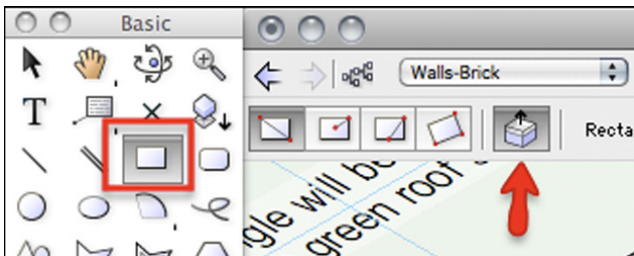 Basic
Walls-Brick
Recta
gle will be
green roof